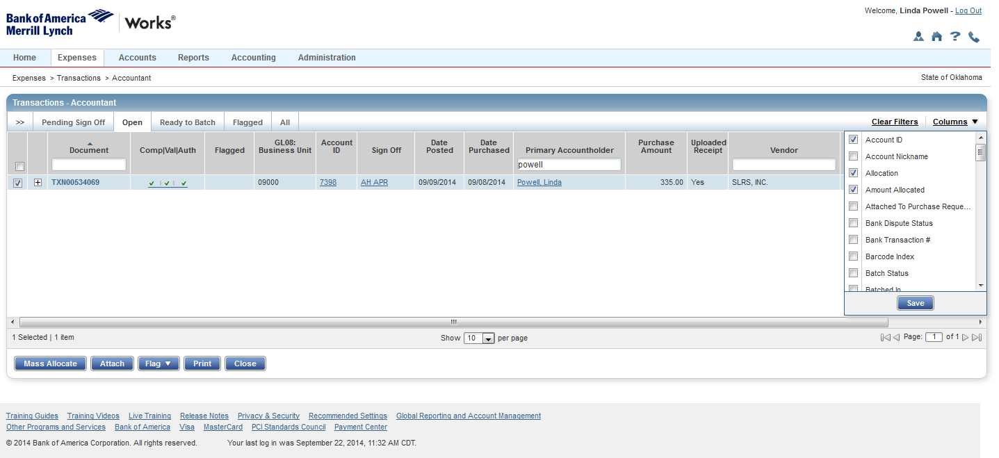 Bank of America
Merrill Lynch
Works®
Welcome, Linda Powell - Log Out
Home Expenses Accounts Reports Accounting Administration
Expenses > Transactions > Accountant
State of Oklahoma
Transactions - Accountant
>> Pending Sign Off Open Ready to Batch Flagged All
Clear Filters Columns ▼
Document
Comp|Val|Auth
Flagged
GL08:
Business Unit
Account
ID
Sign Off
Date
Posted
Date
Purchased
Primary Accountholder
powell
Purchase
Amount
Uploaded
Receipt
Vendor
TXN00534069 09000 7398 AH APR 09/09/2014 09/08/2014 Powell, Linda 335.00 Yes SLRS, INC.
Account ID
Account Nickname
Allocation
Amount Allocated
Attached To Purchase Reque...
Bank Dispute Status
Bank Transaction #
Barcode Index
Batch Status
Batched In
Save
1 Selected | 1 item
Show 10 per page
Page: 1 of 1
Mass Allocate Attach Flag ▼ Print Close
Training Guides Training Videos Live Training Release Notes Privacy & Security Recommended Settings Global Reporting and Account Management
Other Programs and Services Bank of America Visa MasterCard PCI Standards Council Payment Center
© 2014 Bank of America Corporation. All rights reserved. Your last log in was September 22, 2014, 11:32 AM CDT.